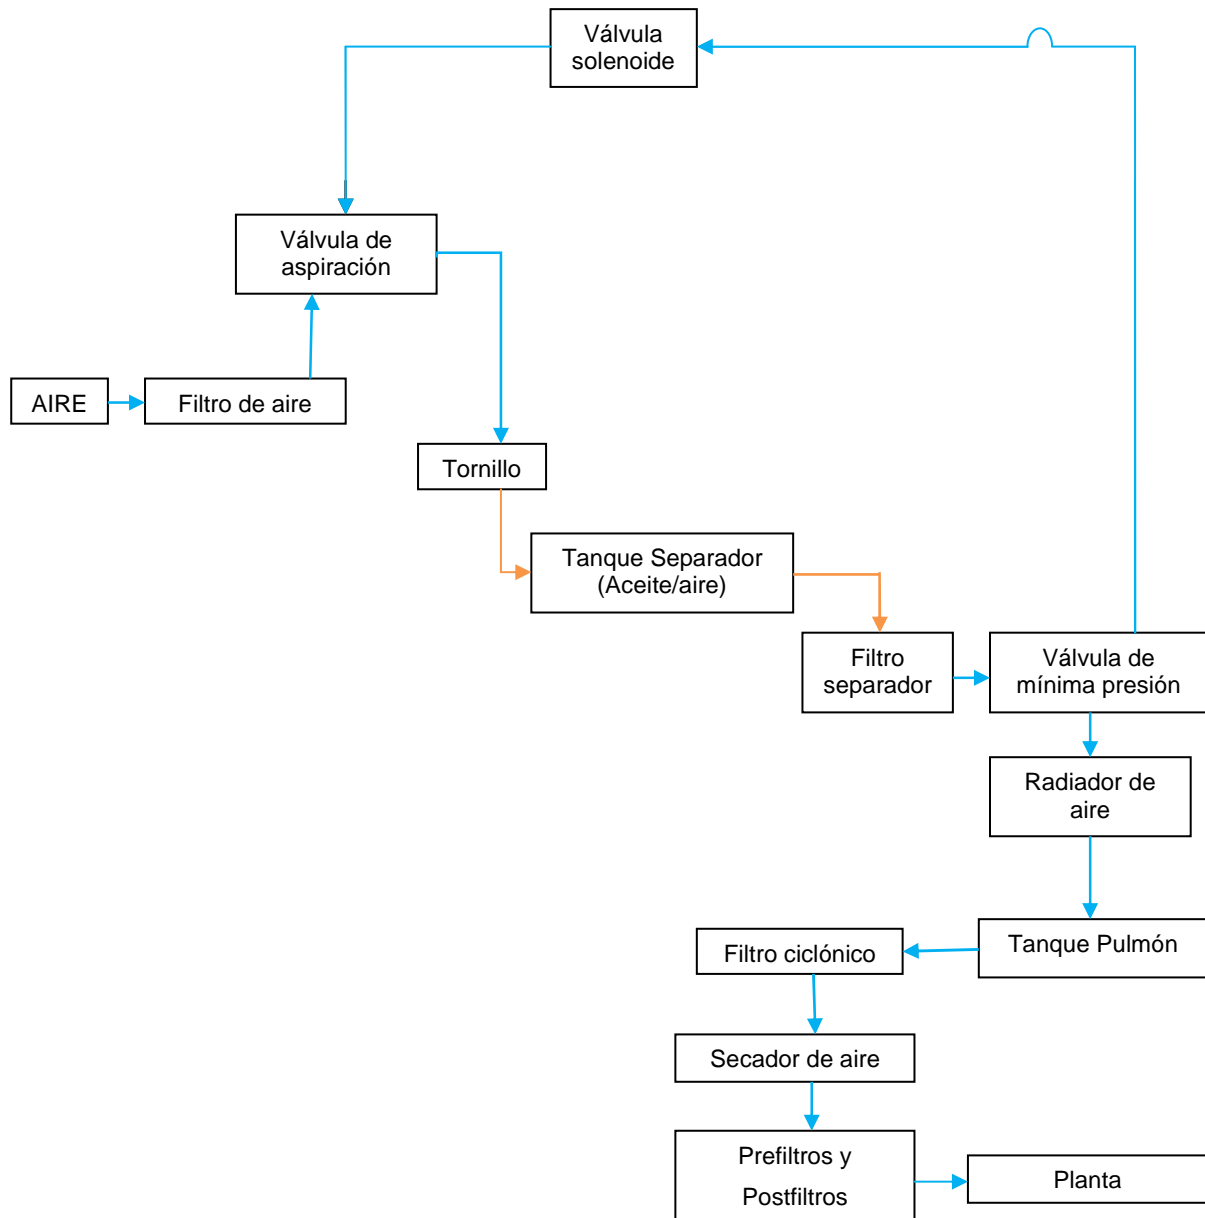 Válvula
solenoide
Válvula de
aspiración
AIRE
Filtro de aire
Tornillo
Tanque Separador
(Aceite/aire)
Filtro
separador
Válvula de
mínima presión
Radiador de
aire
Tanque Pulmón
Filtro ciclónico
Secador de aire
Prefiltros y
Postfiltros
Planta